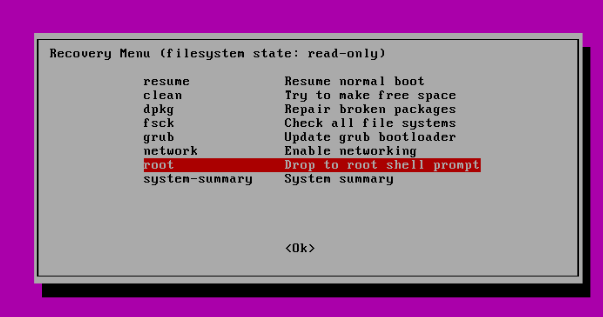 Recovery Menu (filesystem state: read-only)
resume Resume normal boot
clean Try to make free space
dpkg Repair broken packages
fsck Check all file systems
grub Update grub bootloader
network Enable networking
root Drop to root shell prompt
system-summary System summary
<Ok>